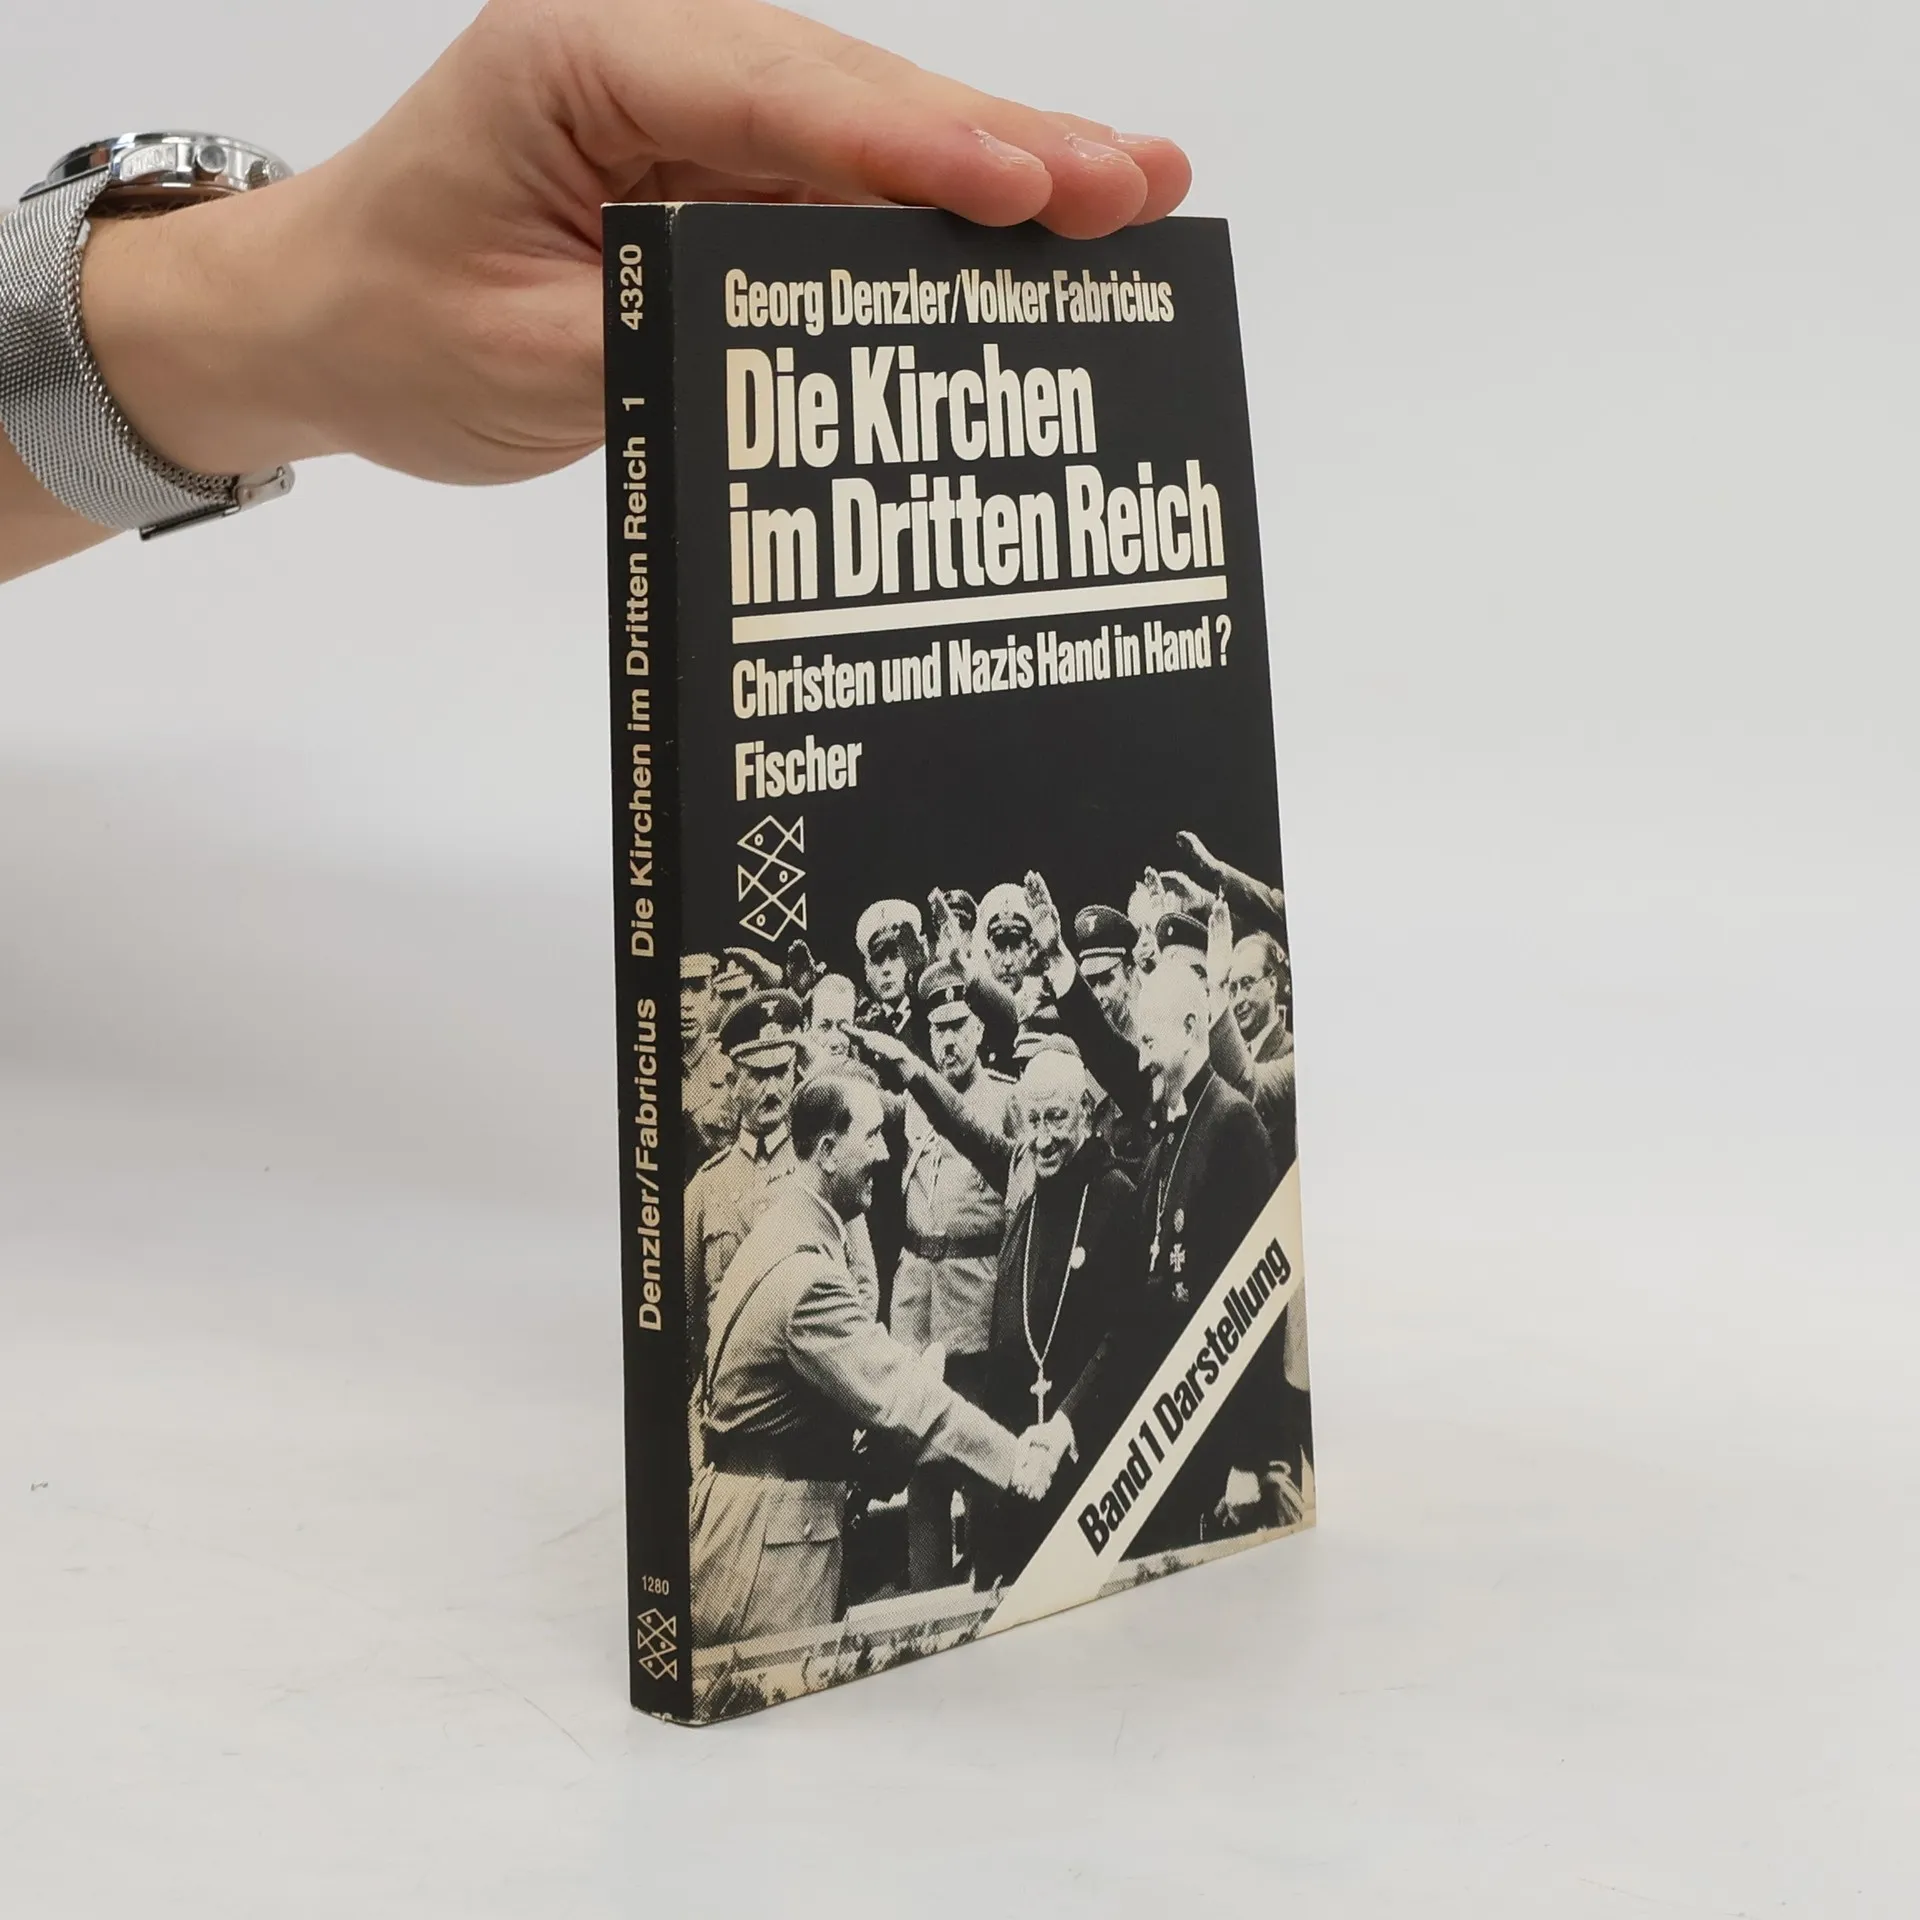 Georg Denzler/Volker Fabricius
Die Kirchen
im Dritten Reich
Christen und Nazis Hand in Hand?
Fischer
Band 1 Darstellung
Denzler/Fabricius Die Kirchen im Dritten Reich 1 4320
1280